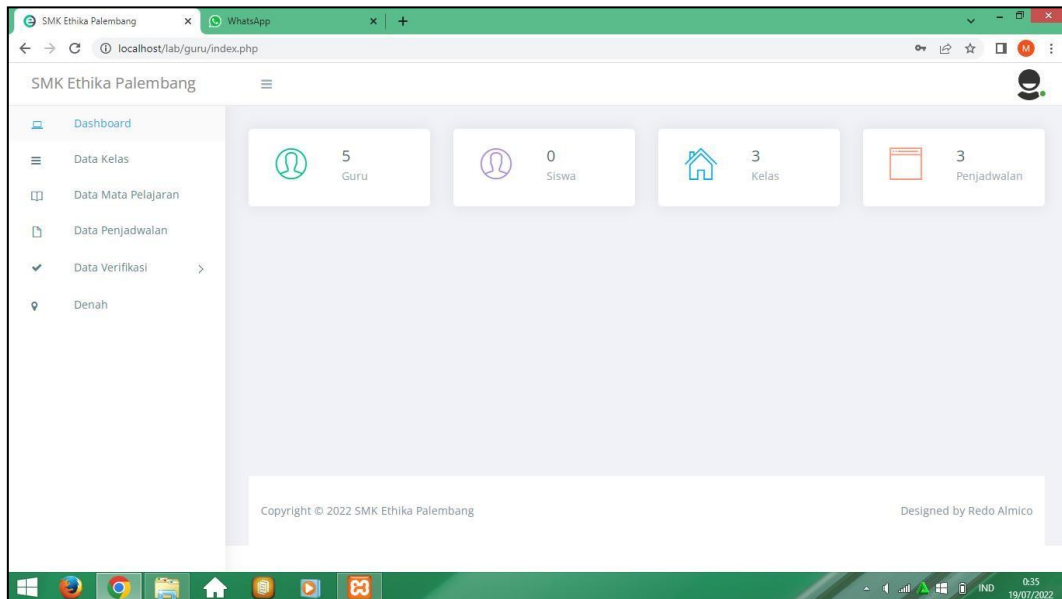 SMK Ethika Palembang
WhatsApp
localhost/lab/guru/index.php
M
SMK Ethika Palembang
Dashboard
Data Kelas
Data Mata Pelajaran
Data Penjadwalan
Data Verifikasi
Denah
5
Guru
0
Siswa
3
Kelas
3
Penjadwalan
Copyright © 2022 SMK Ethika Palembang
Designed by Redo Almico
IND
0:35
19/07/2022